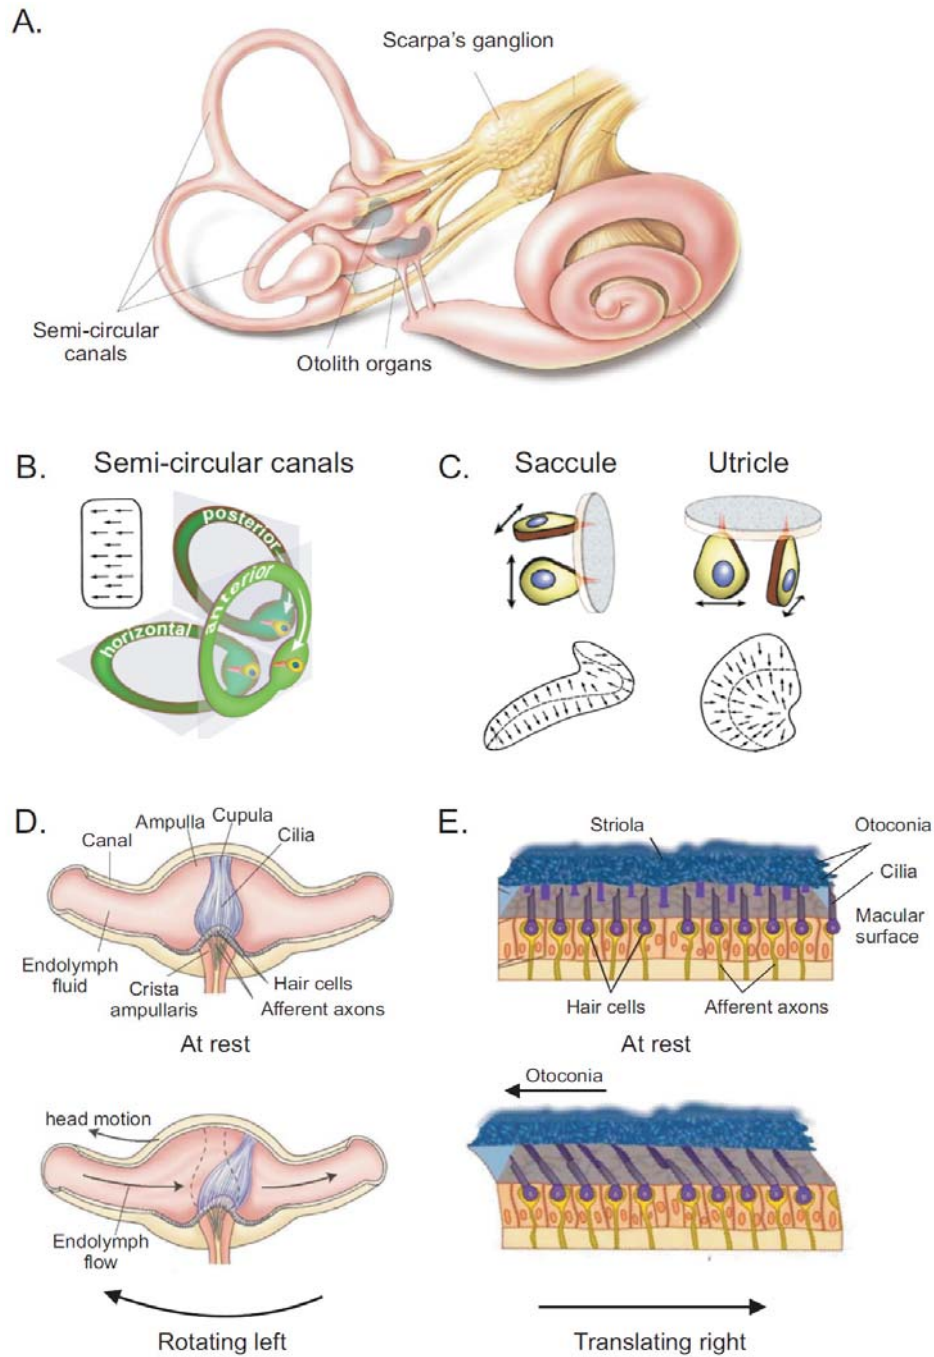 A.
Scarpa's ganglion
Semi-circular
canals
Otolith organs
B.
Semi-circular canals
posterior
anterior
horizontal
C.
Saccule
Utricle
D.
Cupula
Ampulla
Cilia
Canal
Endolymph
fluid
Crista
ampullaris
Hair cells
Afferent axons
At rest
head motion
Endolymph
flow
Rotating left
E.
Striola
Otoconia
Cilia
Macular
surface
Hair cells
Afferent axons
At rest
Otoconia
Translating right